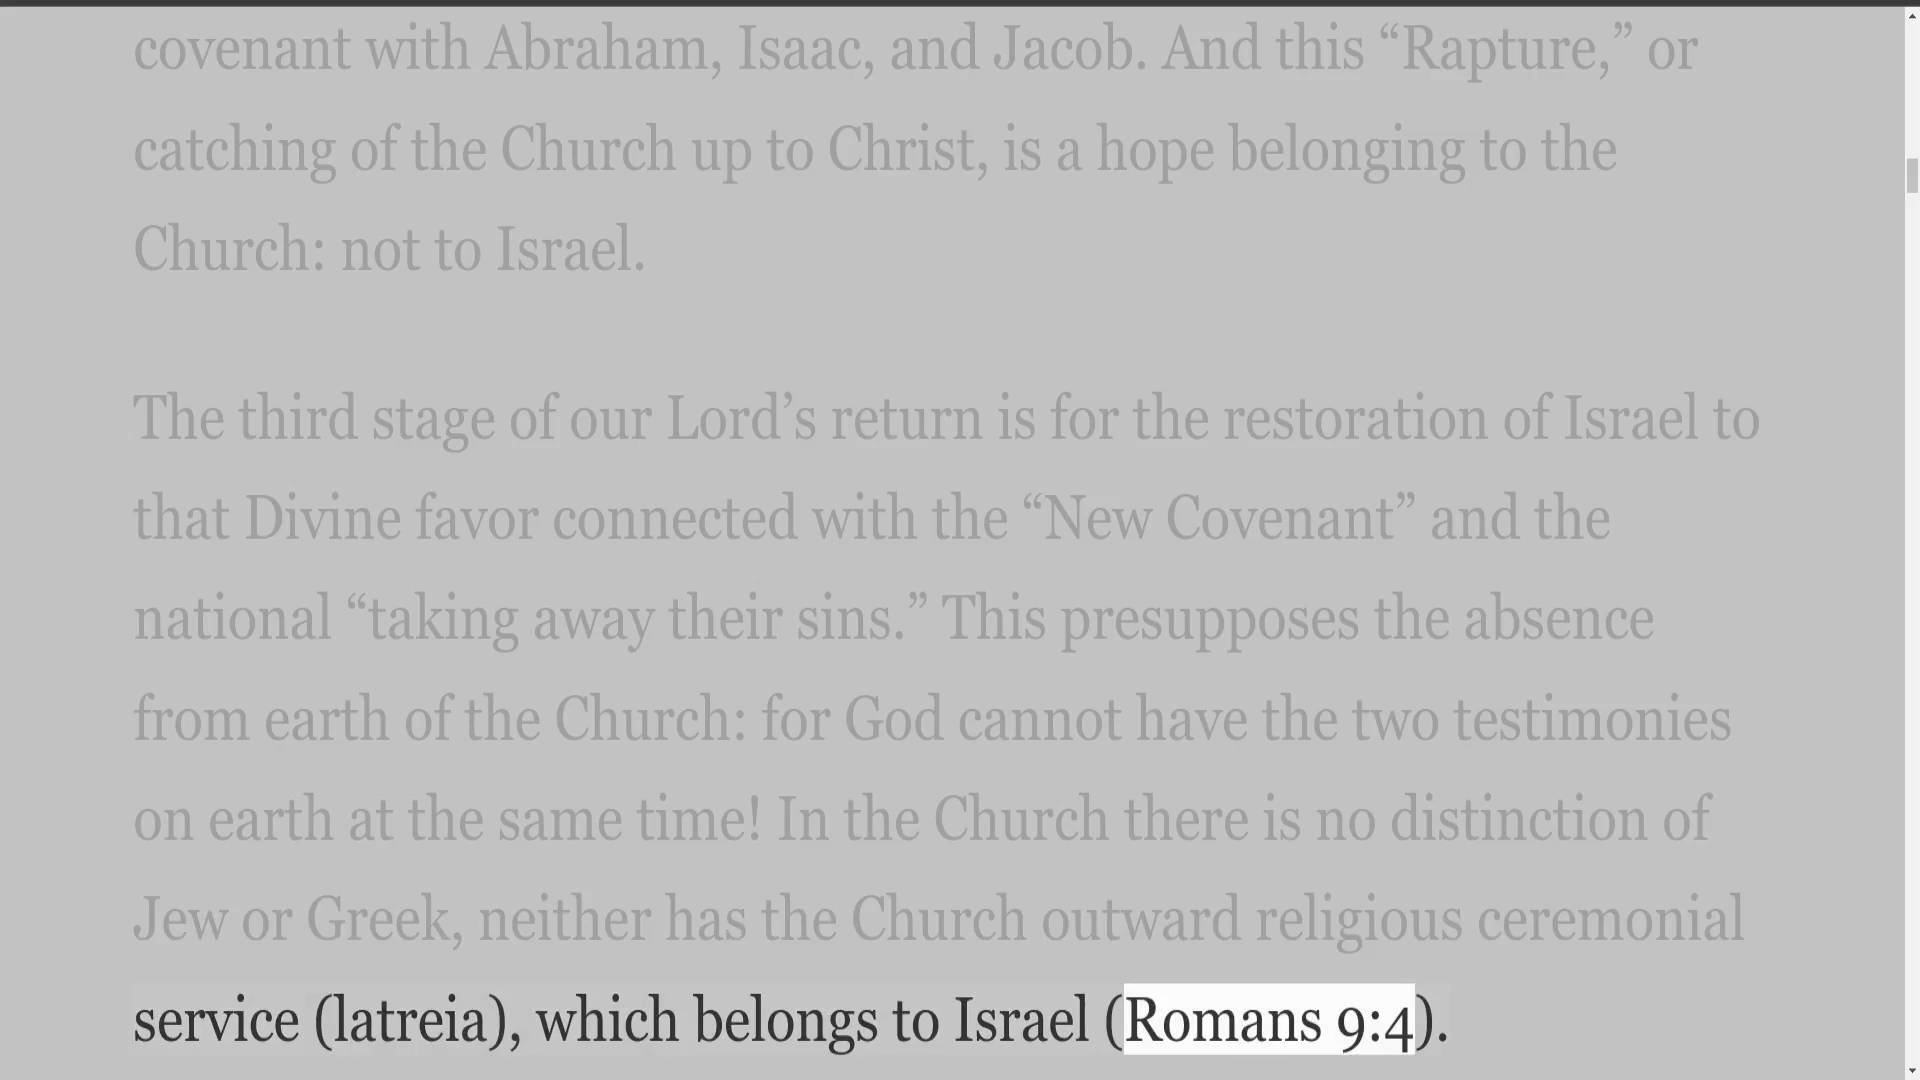 covenant with Abraham, Isaac, and Jacob. And this “Rapture,” or
catching of the Church up to Christ, is a hope belonging to the
Church: not to Israel.
The third stage of our Lord’s return is for the restoration of Israel to
that Divine favor connected with the “New Covenant” and the
national “taking away their sins.” This presupposes the absence
from earth of the Church: for God cannot have the two testimonies
on earth at the same time! In the Church there is no distinction of
Jew or Greek, neither has the Church outward religious ceremonial
service (latreia), which belongs to Israel (Romans 9:4).